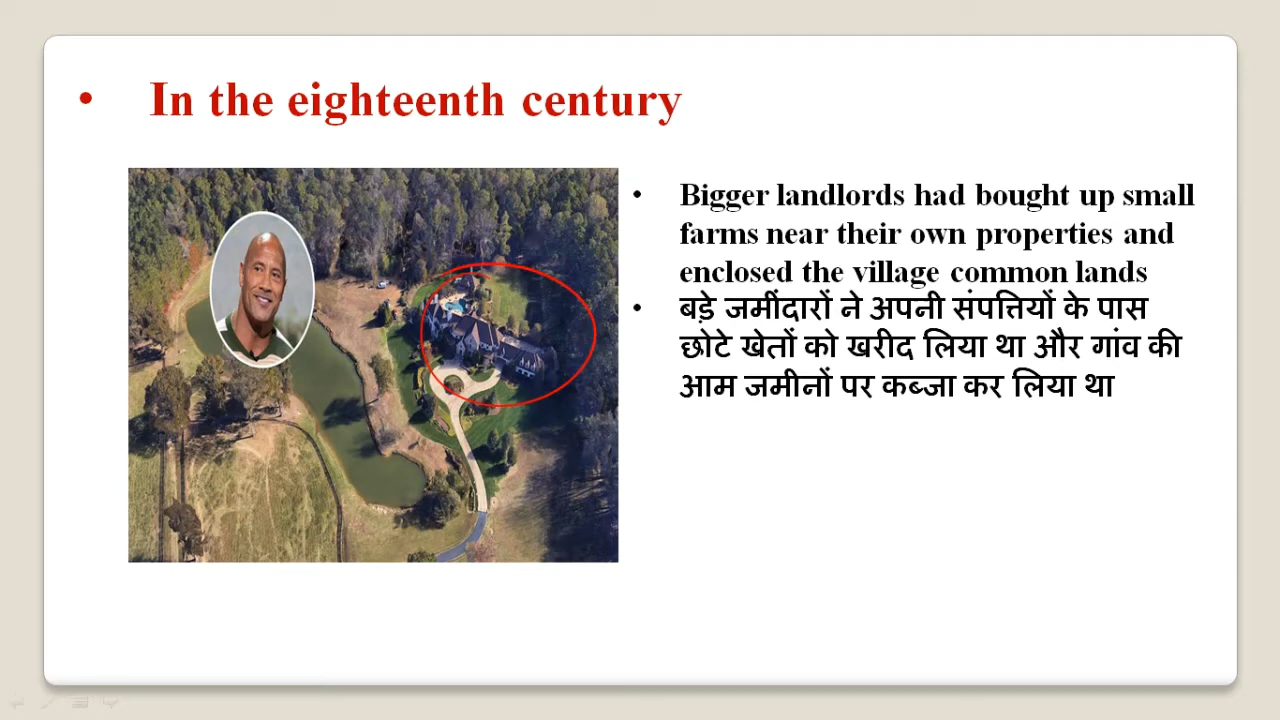 • In the eighteenth century
• Bigger landlords had bought up small
farms near their own properties and
enclosed the village common lands
• बड़े जमींदारों ने अपनी संपत्तियों के पास
छोटे खेतों को खरीद लिया था और गांव की
आम जमीनों पर कब्जा कर लिया था